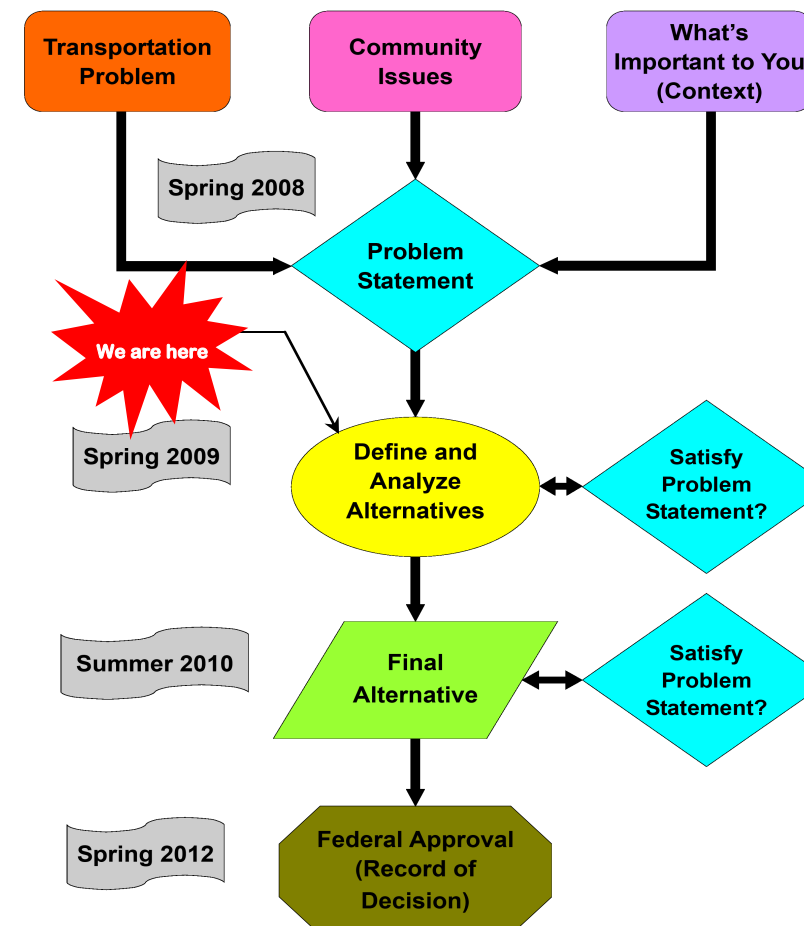 Transportation
Problem
Community
Issues
What's
Important to You
(Context)
Spring 2008
Problem
Statement
We are here
Spring 2009
Define and
Analyze
Alternatives
Satisfy
Problem
Statement?
Summer 2010
Final
Alternative
Satisfy
Problem
Statement?
Spring 2012
Federal Approval
(Record of
Decision)